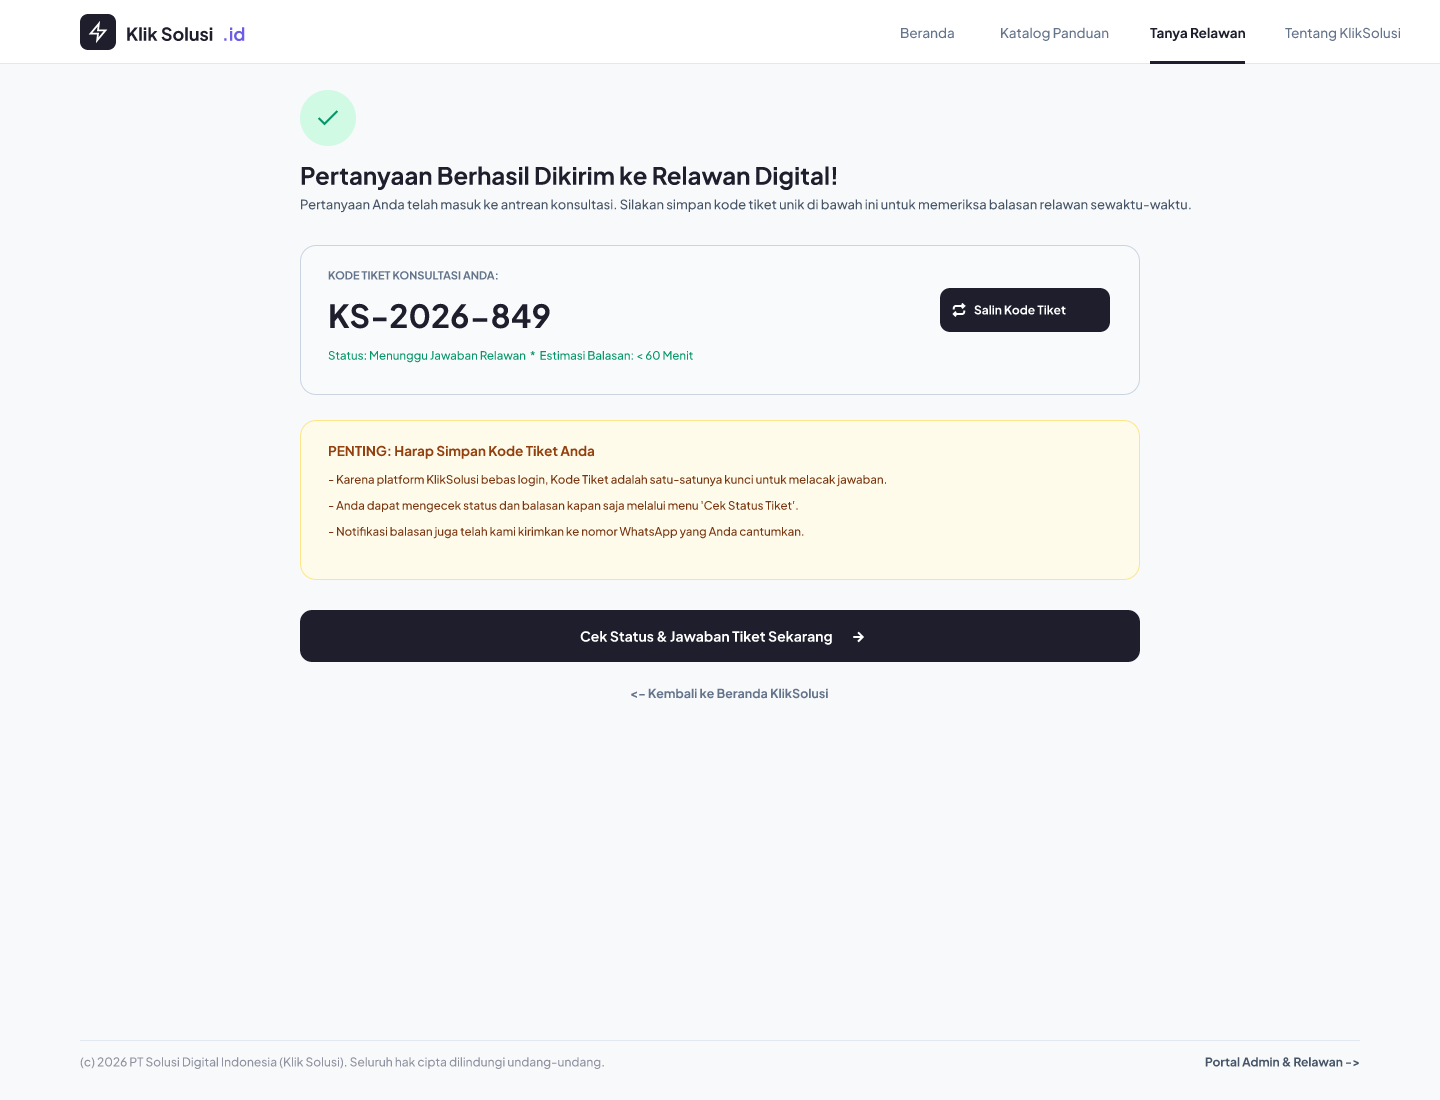 Klik Solusi .id
Beranda
Katalog Panduan
Tanya Relawan
Tentang KlikSolusi
Pertanyaan Berhasil Dikirim ke Relawan Digital!
Pertanyaan Anda telah masuk ke antrean konsultasi. Silakan simpan kode tiket unik di bawah ini untuk memeriksa balasan relawan sewaktu-waktu.
KODE TIKET KONSULTASI ANDA:
KS-2026-849
Salin Kode Tiket
Status: Menunggu Jawaban Relawan * Estimasi Balasan: < 60 Menit
PENTING: Harap Simpan Kode Tiket Anda
- Karena platform KlikSolusi bebas login, Kode Tiket adalah satu-satunya kunci untuk melacak jawaban.
- Anda dapat mengecek status dan balasan kapan saja melalui menu 'Cek Status Tiket'.
- Notifikasi balasan juga telah kami kirimkan ke nomor WhatsApp yang Anda cantumkan.
Cek Status & Jawaban Tiket Sekarang →
<- Kembali ke Beranda KlikSolusi
(c) 2026 PT Solusi Digital Indonesia (Klik Solusi). Seluruh hak cipta dilindungi undang-undang.
Portal Admin & Relawan ->